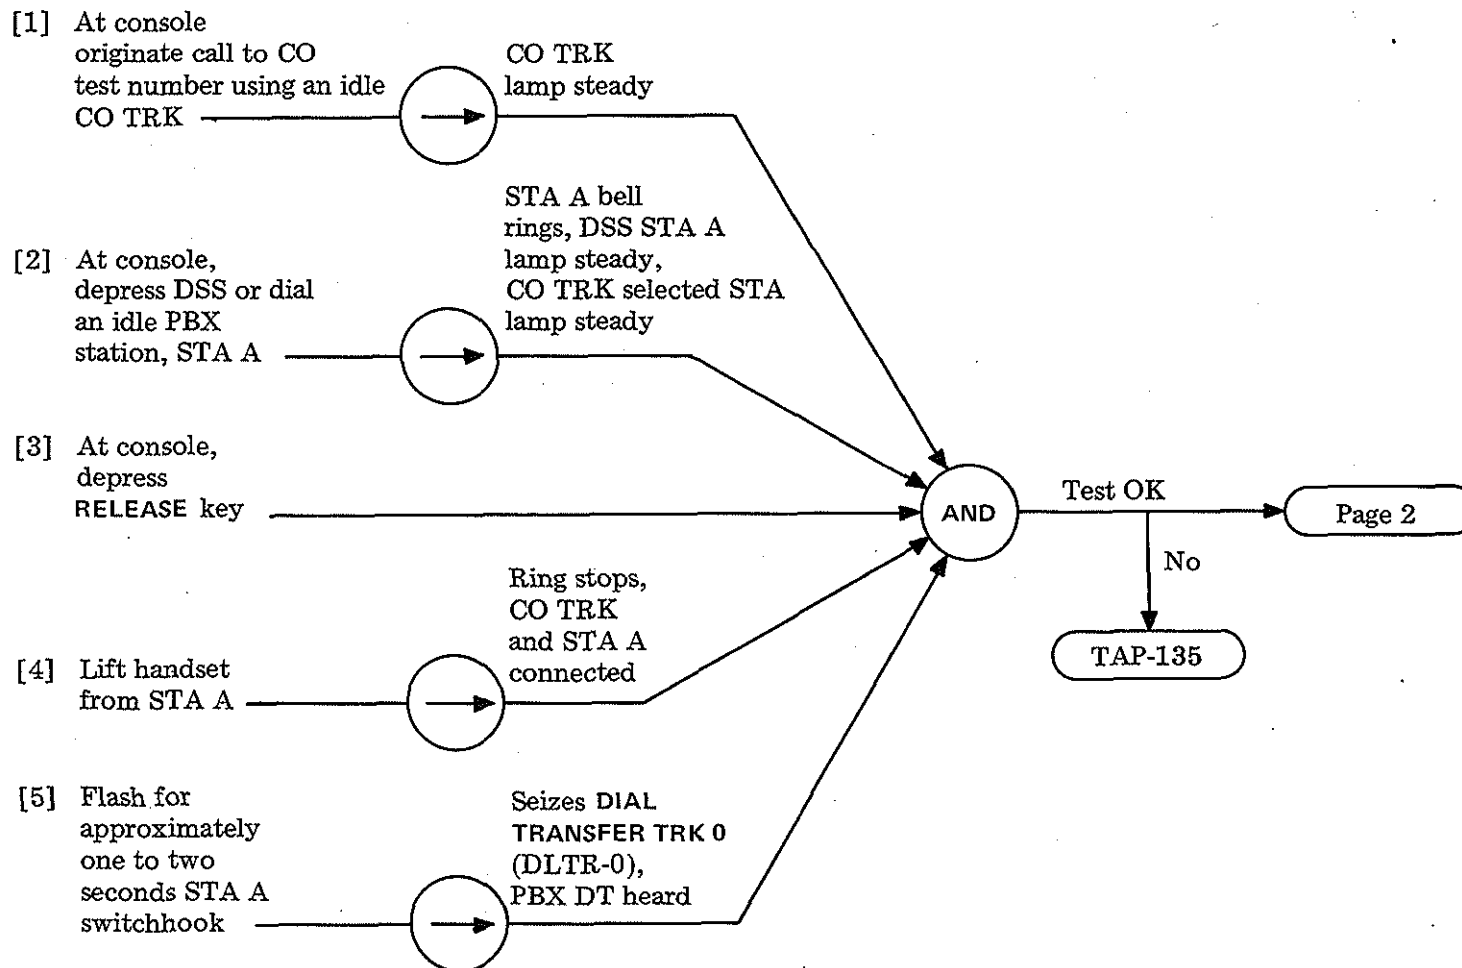 [1] At console
originate call to CO
test number using an idle
CO TRK
CO TRK
lamp steady
[2] At console,
depress DSS or dial
an idle PBX
station, STA A
STA A bell
rings, DSS STA A
lamp steady,
CO TRK selected STA
lamp steady
[3] At console,
depress
RELEASE key
AND
Test OK
Page 2
No
TAP-135
[4] Lift handset
from STA A
Ring stops,
CO TRK
and STA A
connected
[5] Flash for
approximately
one to two
seconds STA A
switchhook
Seizes DIAL
TRANSFER TRK 0
(DLTR-0),
PBX DT heard